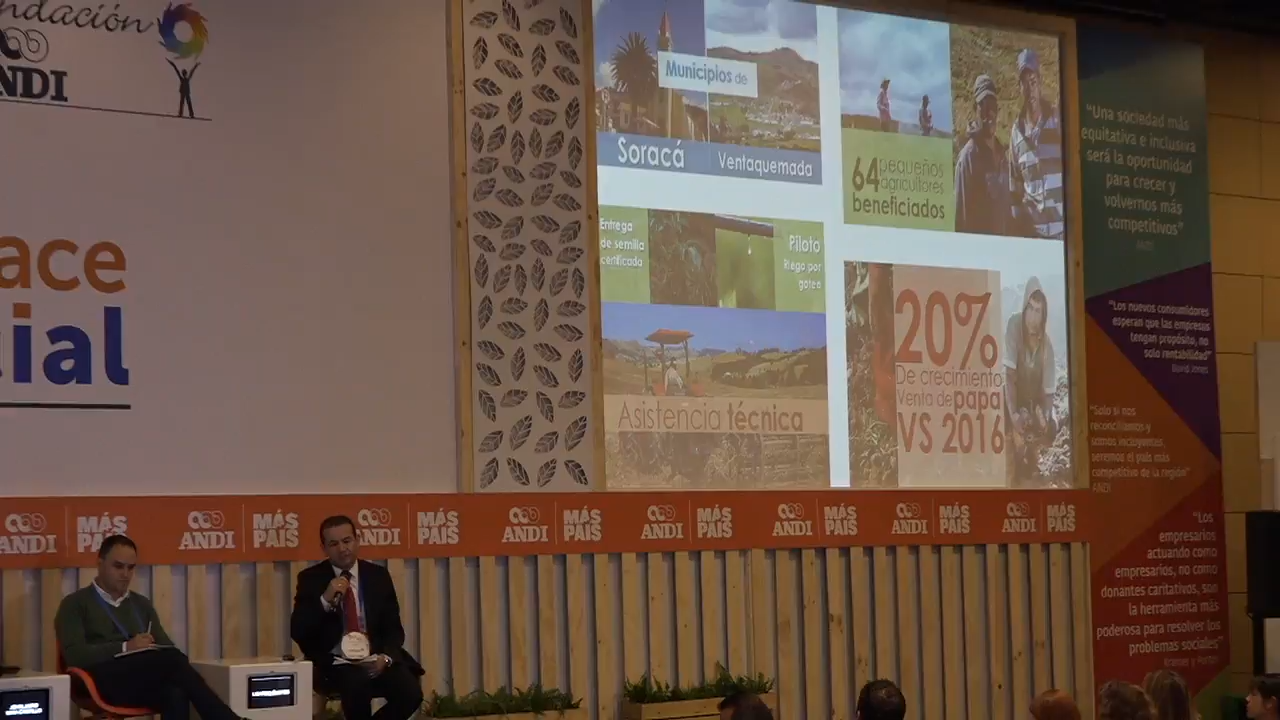 ndación
ANDI
ace
cial
Municipios de
Soracá
Ventaquemada
64 pequeños
agricultores
beneficiados
Entrega
de semilla
certificada
Piloto
Riego por
goteo
Asistencia técnica
20%
De crecimiento
Venta de papa
VS 2016
"Una sociedad más
equitativa e inclusiva
será la oportunidad
para crecer y
volvernos más
competitivos"
ANDI
"Los nuevos consumidores
esperan que las empresas
tengan propósito, no
solo rentabilidad"
David Jones
"Solo si nos
reconciliamos y
somos incluyentes,
seremos el país más
competitivo de la región"
ANDI
"Los
empresarios
actuando como
empresarios, no como
donantes caritativos, son
la herramienta más
poderosa para resolver los
problemas sociales"
Kramer y Porter
ANDI MÁS PAÍS ANDI MÁS PAÍS ANDI MÁS PAÍS ANDI MÁS PAÍS ANDI MÁS PAÍS ANDI MÁS PAÍS ANDI MÁS PAÍS ANDI MÁS PAÍS